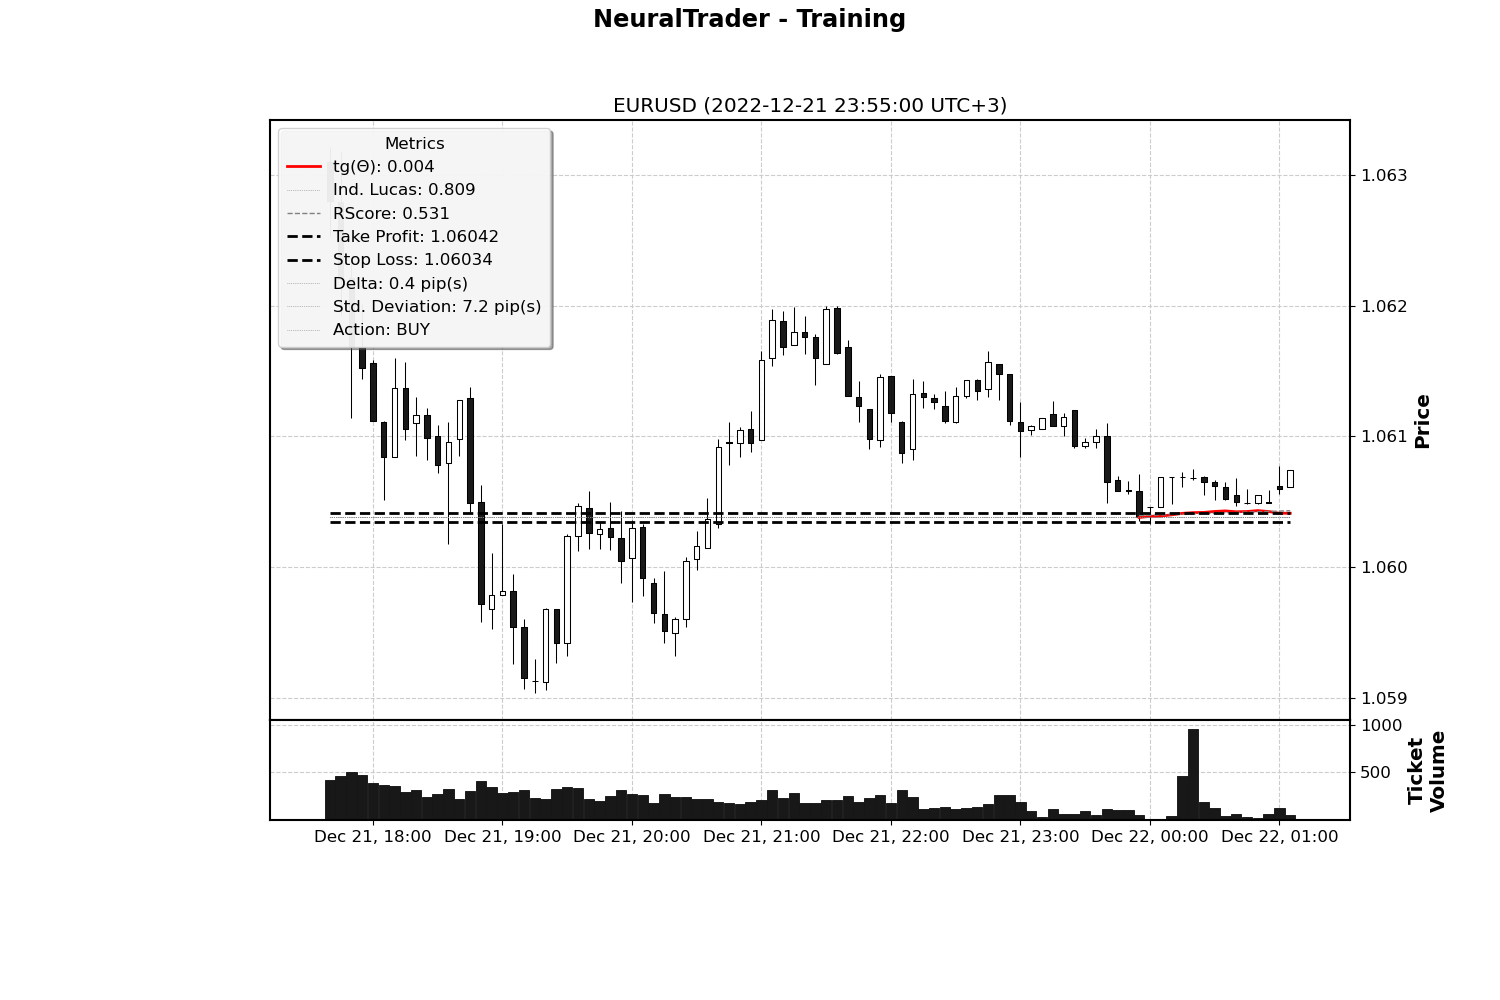 NeuralTrader - Training
EURUSD (2022-12-21 23:55:00 UTC+3)
Metrics
tg(Θ): 0.004
Ind. Lucas: 0.809
RScore: 0.531
Take Profit: 1.06042
Stop Loss: 1.06034
Delta: 0.4 pip(s)
Std. Deviation: 7.2 pip(s)
Action: BUY
1.063
1.062
1.061
1.060
1.059
Price
1000
500
Ticket
Volume
Dec 21, 18:00 Dec 21, 19:00 Dec 21, 20:00 Dec 21, 21:00 Dec 21, 22:00 Dec 21, 23:00 Dec 22, 00:00 Dec 22, 01:00